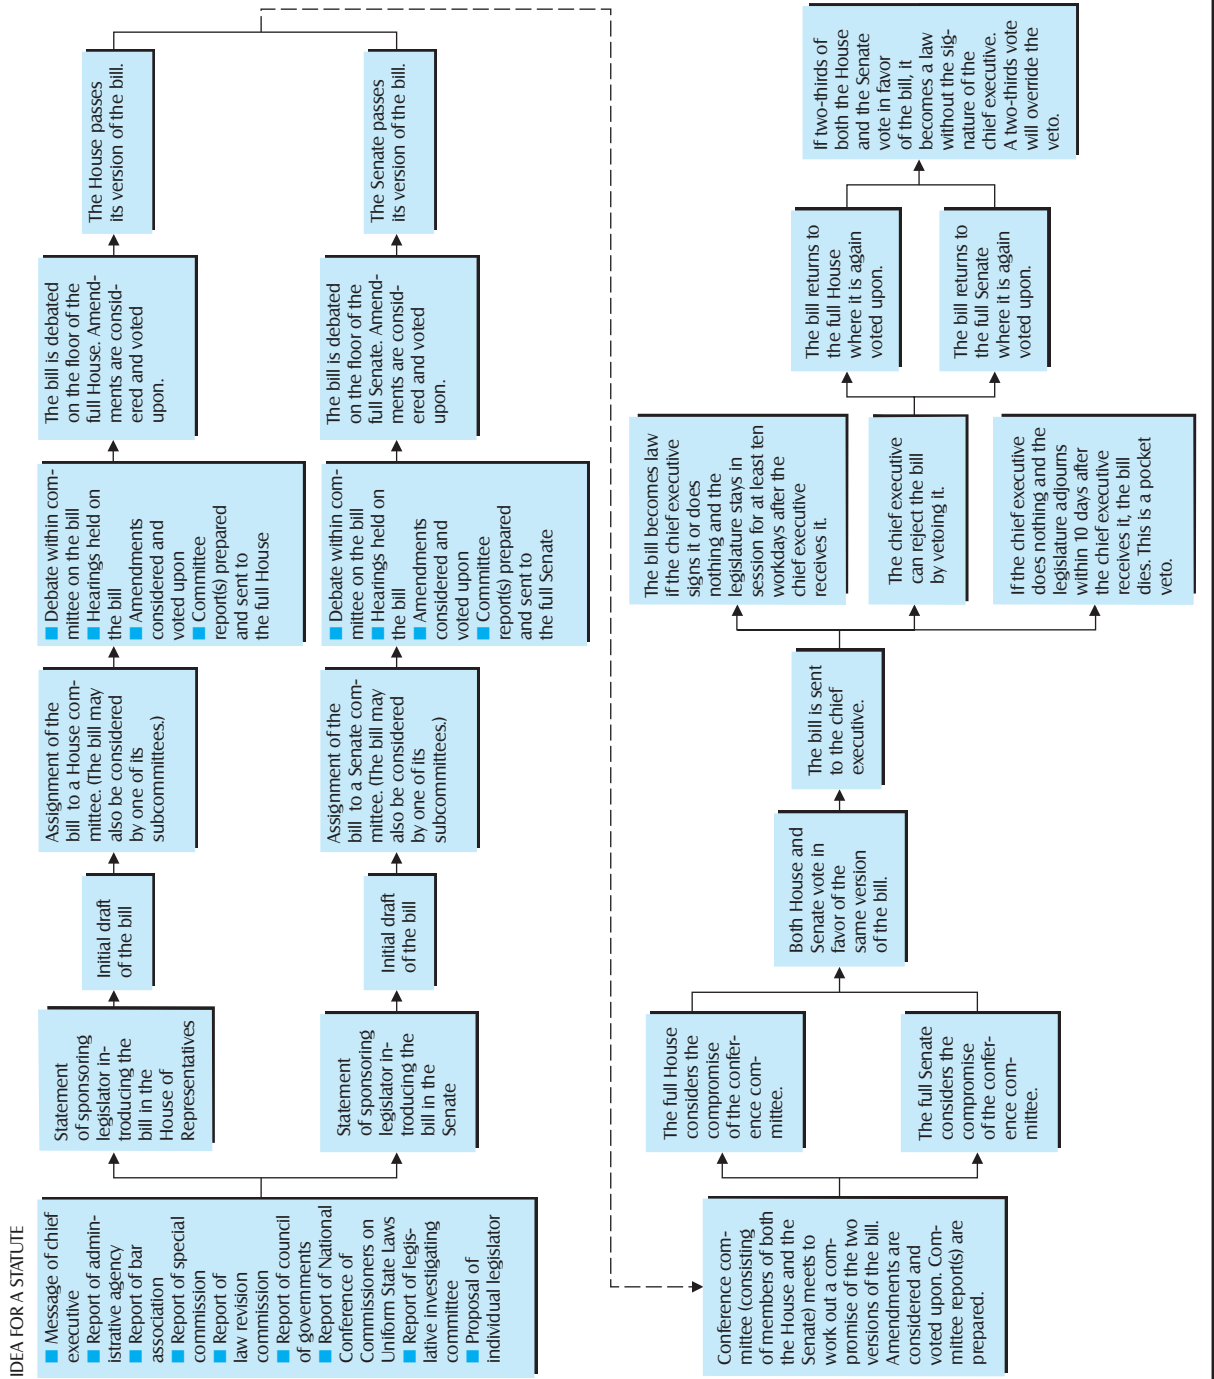 IDEA FOR A STATUTE
■ Message of chief
executive
■ Report of admin-
istrative agency
■ Report of bar
association
■ Report of special
commission
■ Report of
law revision
commission
■ Report of council
of governments
■ Report of National
Conference of
Commissioners on
Uniform State Laws
■ Report of legis-
lative investigating
committee
■ Proposal of
individual legislator
Statement
of sponsoring
legislator in-
troducing the
bill in the
House of
Representatives
Initial draft
of the bill
Assignment of the
bill to a House com-
mittee. (The bill may
also be considered
by one of its
subcommittees.)
■ Debate within com-
mittee on the bill
■ Hearings held on
the bill
■ Amendments
considered and
voted upon
■ Committee
report(s) prepared
and sent to
the full House
The bill is debated
on the floor of the
full House. Amend-
ments are consid-
ered and voted
upon.
The House passes
its version of the bill.
Statement
of sponsoring
legislator in-
troducing the
bill in the
Senate
Initial draft
of the bill
Assignment of the
bill to a Senate com-
mittee. (The bill may
also be considered
by one of its
subcommittees.)
■ Debate within com-
mittee on the bill
■ Hearings held on
the bill
■ Amendments
considered and
voted upon
■ Committee
report(s) prepared
and sent to
the full Senate
The bill is debated
on the floor of the
full Senate. Amend-
ments are consid-
ered and voted
upon.
The Senate passes
its version of the bill.
Conference com-
mittee (consisting
of members of both
the House and the
Senate) meets to
work out a com-
promise of the two
versions of the bill.
Amendments are
considered and
voted upon. Com-
mittee report(s) are
prepared.
The full House
considers the
compromise
of the confer-
ence com-
mittee.
The full Senate
considers the
compromise
of the confer-
ence com-
mittee.
Both House and
Senate vote in
favor of the
same version
of the bill.
The bill is sent
to the chief
executive.
The bill becomes law
if the chief executive
signs it or does
nothing and the
legislature stays in
session for at least ten
workdays after the
chief executive
receives it.
The chief executive
can reject the bill
by vetoing it.
If the chief executive
does nothing and the
legislature adjourns
within 10 days after
the chief executive
receives it, the bill
dies. This is a pocket
veto.
The bill returns to
the full House
where it is again
voted upon.
The bill returns to
the full Senate
where it is again
voted upon.
If two-thirds of
both the House
and the Senate
vote in favor
of the bill, it
becomes a law
without the sig-
nature of the
chief executive.
A two-thirds vote
will override the
veto.